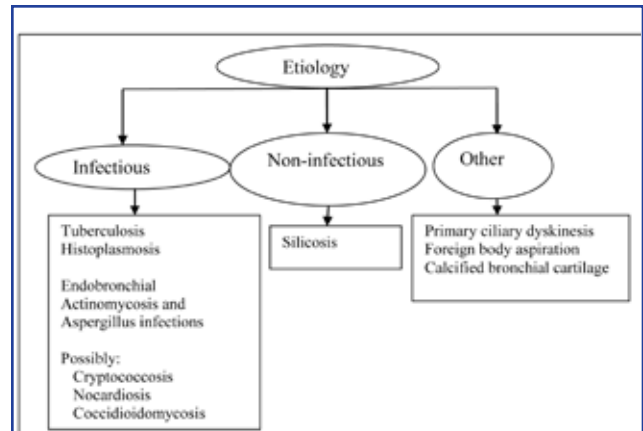 Etiology
Infectious
Non-infectious
Other
Tuberculosis
Histoplasmosis
Endobronchial
Actinomycosis and
Aspergillus infections
Possibly:
Cryptococcosis
Nocardiosis
Coccidioidomycosis
Silicosis
Primary ciliary dyskinesis
Foreign body aspiration
Calcified bronchial cartilage